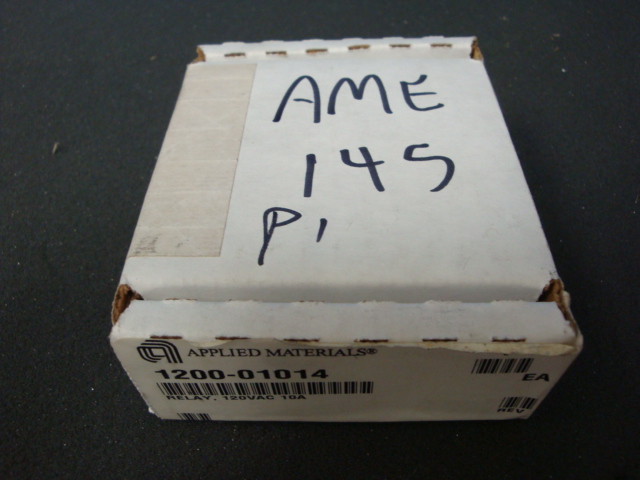 AME
145
P1
APPLIED MATERIALS®
1200-01014
EA
RELAY, 120VAC 10A
REV